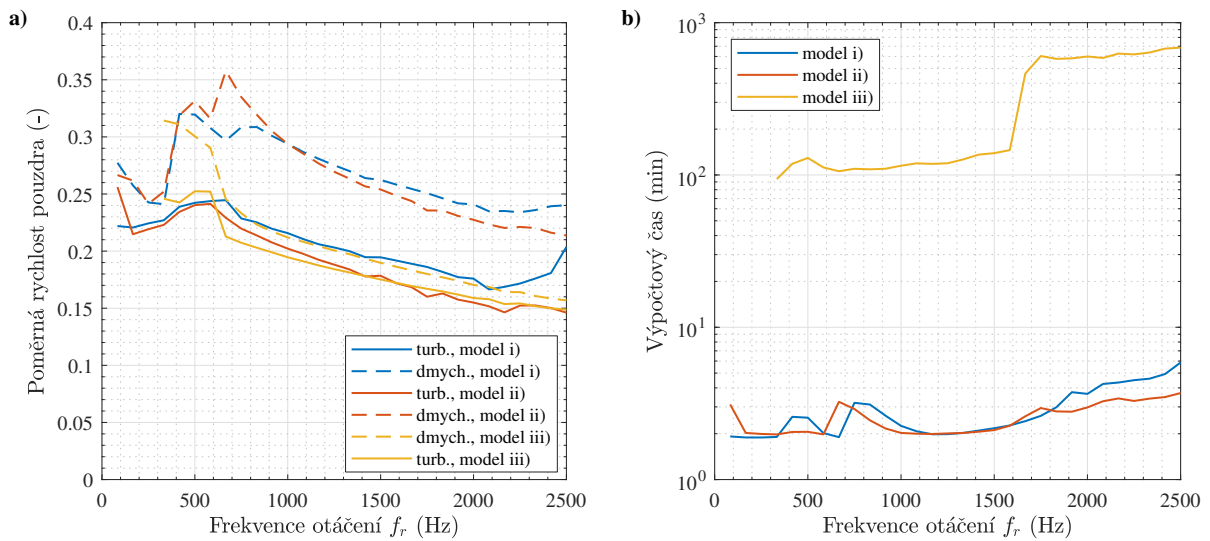 a)
Poměrná rychlost pouzdra (-)
0.4
0.35
0.3
0.25
0.2
0.15
0.1
0.05
0
turb., model i)
dmych., model i)
turb., model ii)
dmych., model ii)
dmych., model iii)
turb., model iii)
0 500 1000 1500 2000 2500
Frekvence otáčení f_r (Hz)
b)
Výpočtový čas (min)
10^3
10^2
10^1
10^0
model i)
model ii)
model iii)
0 500 1000 1500 2000 2500
Frekvence otáčení f_r (Hz)